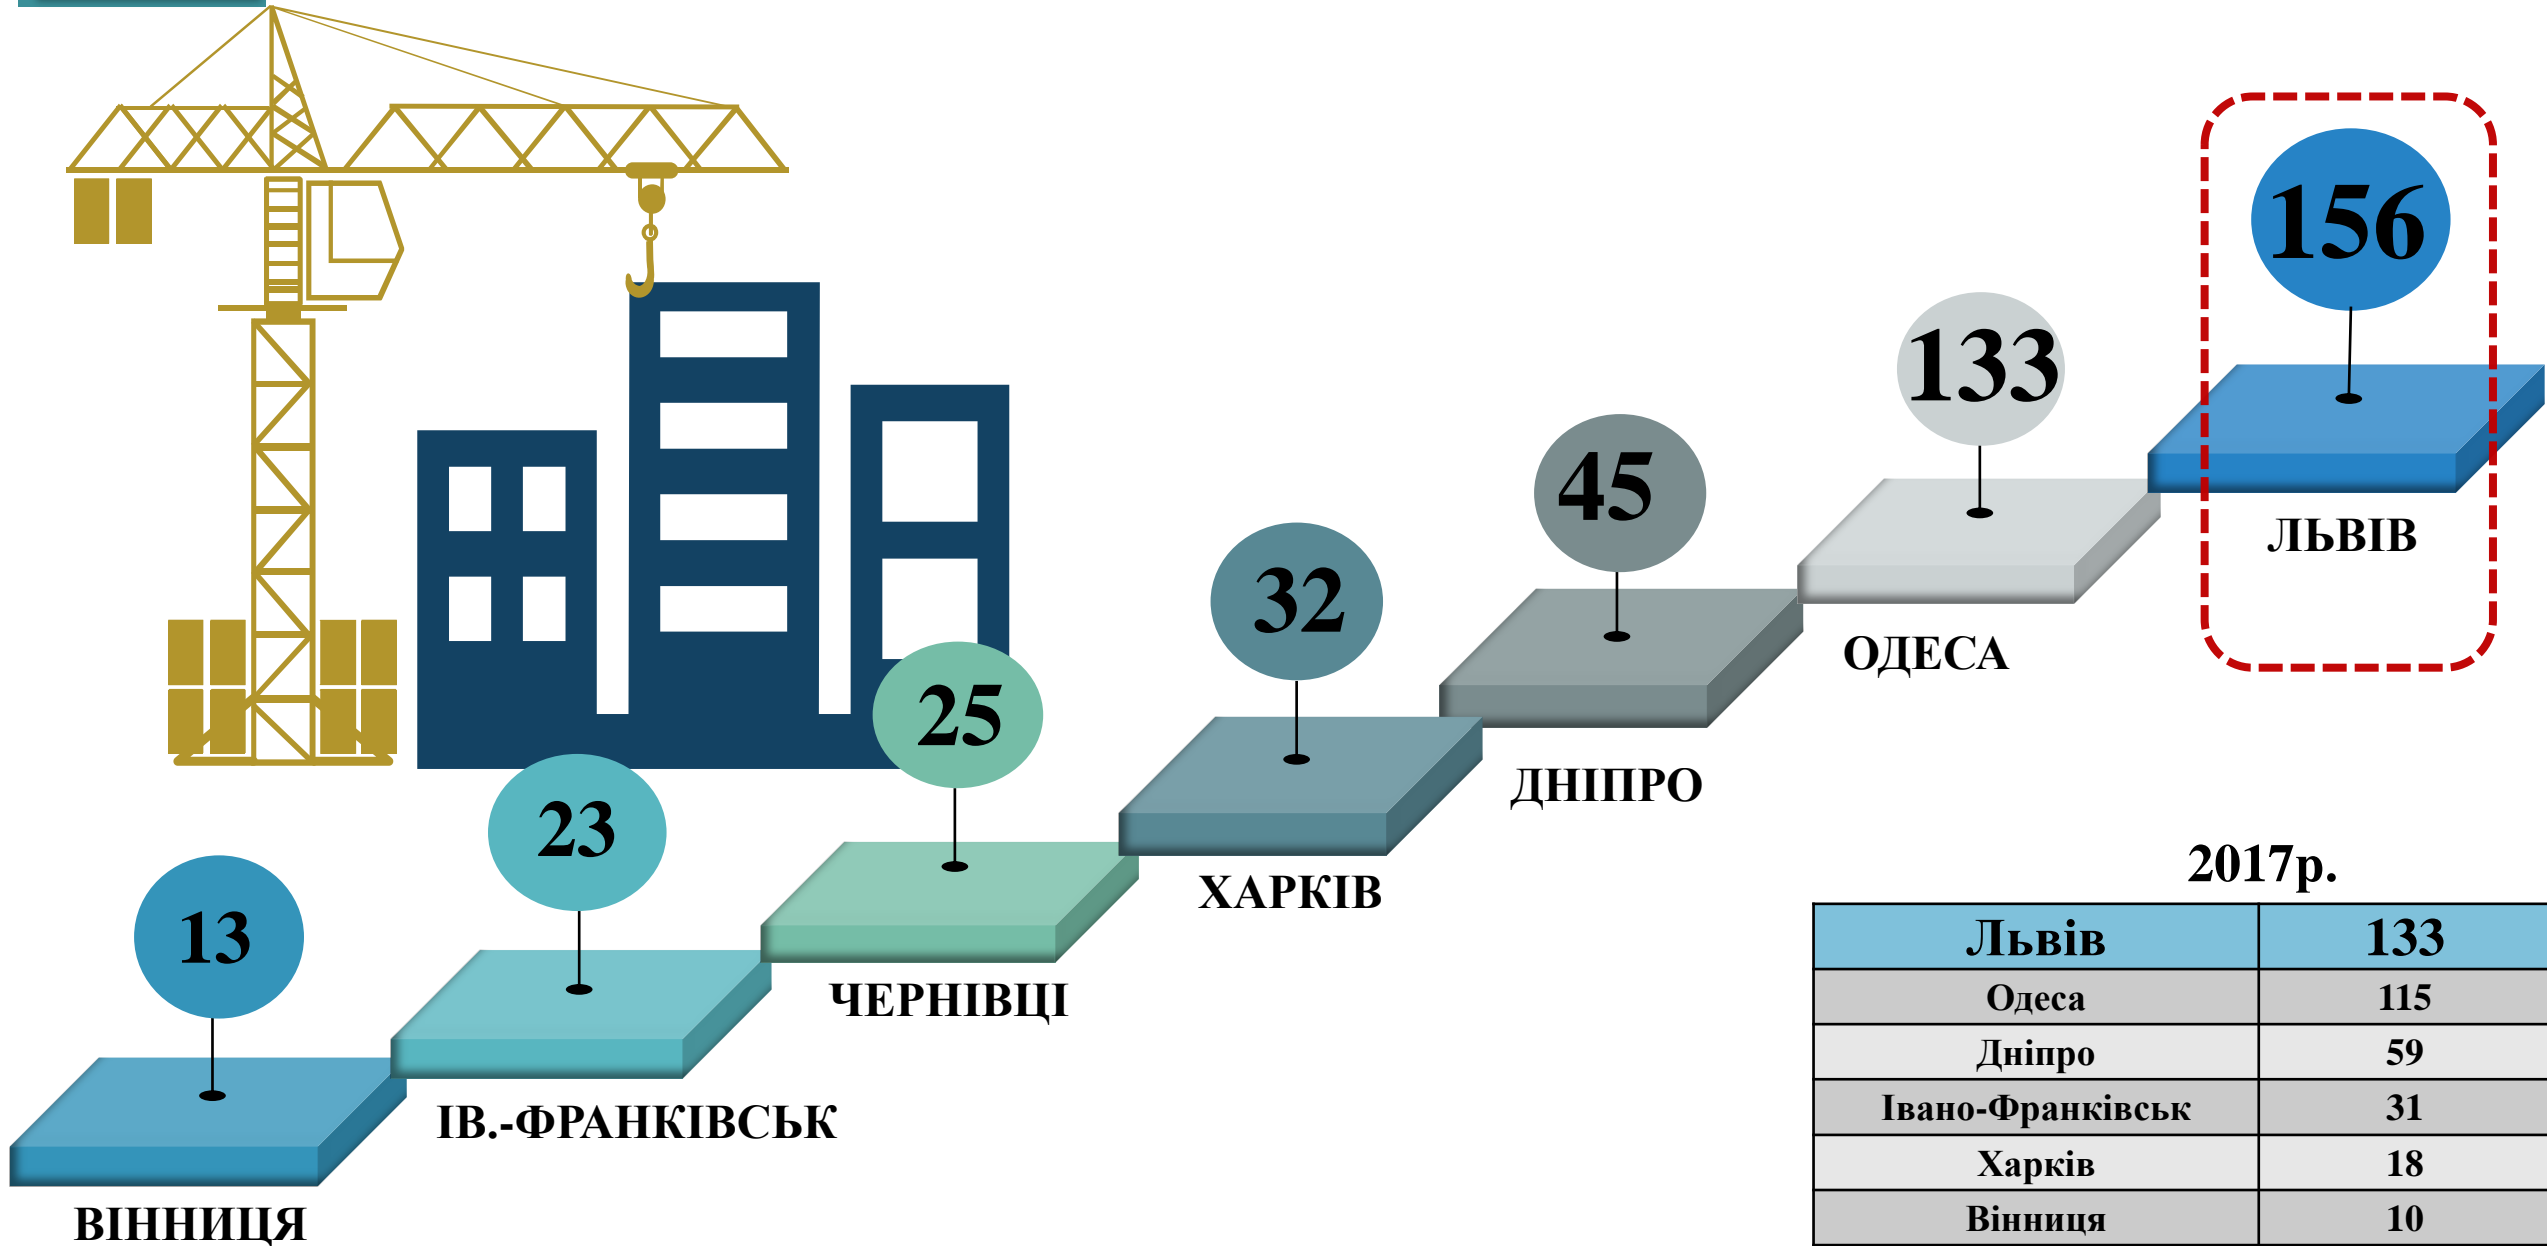 156
ЛЬВІВ
133
ОДЕСА
45
ДНІПРО
32
ХАРКІВ
25
ЧЕРНІВЦІ
23
ІВ.-ФРАНКІВСЬК
13
ВІННИЦЯ
2017р.
Львів 133
Одеса 115
Дніпро 59
Івано-Франківськ 31
Харків 18
Вінниця 10